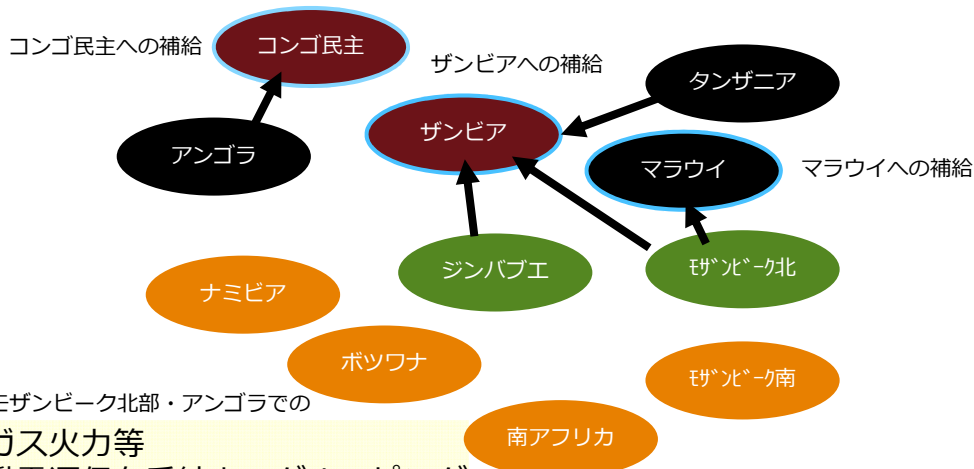 コンゴ民主への補給
コンゴ民主
ザンビアへの補給
タンザニア
ザンビア
アンゴラ
マラウイ
マラウイへの補給
ジンバブエ
ﾓｻﾞﾝﾋﾞｰｸ北
ナミビア
ボツワナ
ﾓｻﾞﾝﾋﾞｰｸ南
モザンビーク北部・アンゴラでの
南アフリカ
ガス火力等